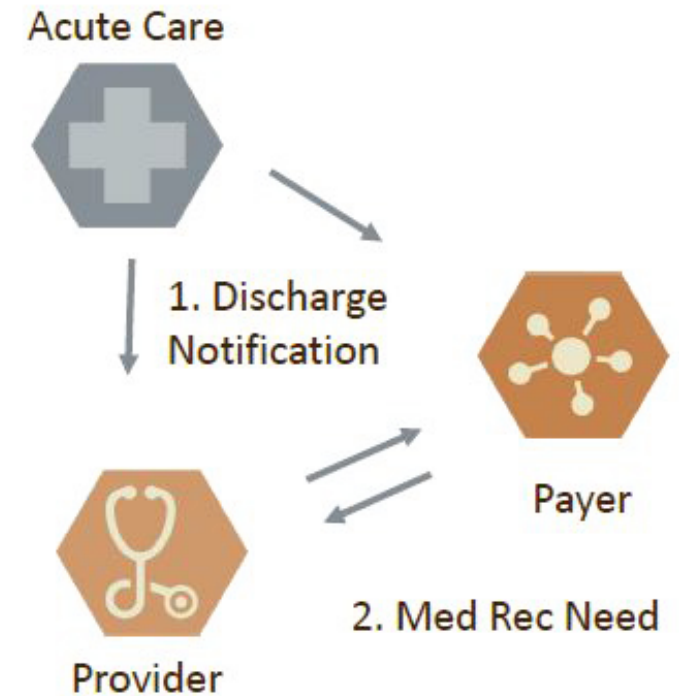 Acute Care
1. Discharge
Notification
Payer
2. Med Rec Need
Provider